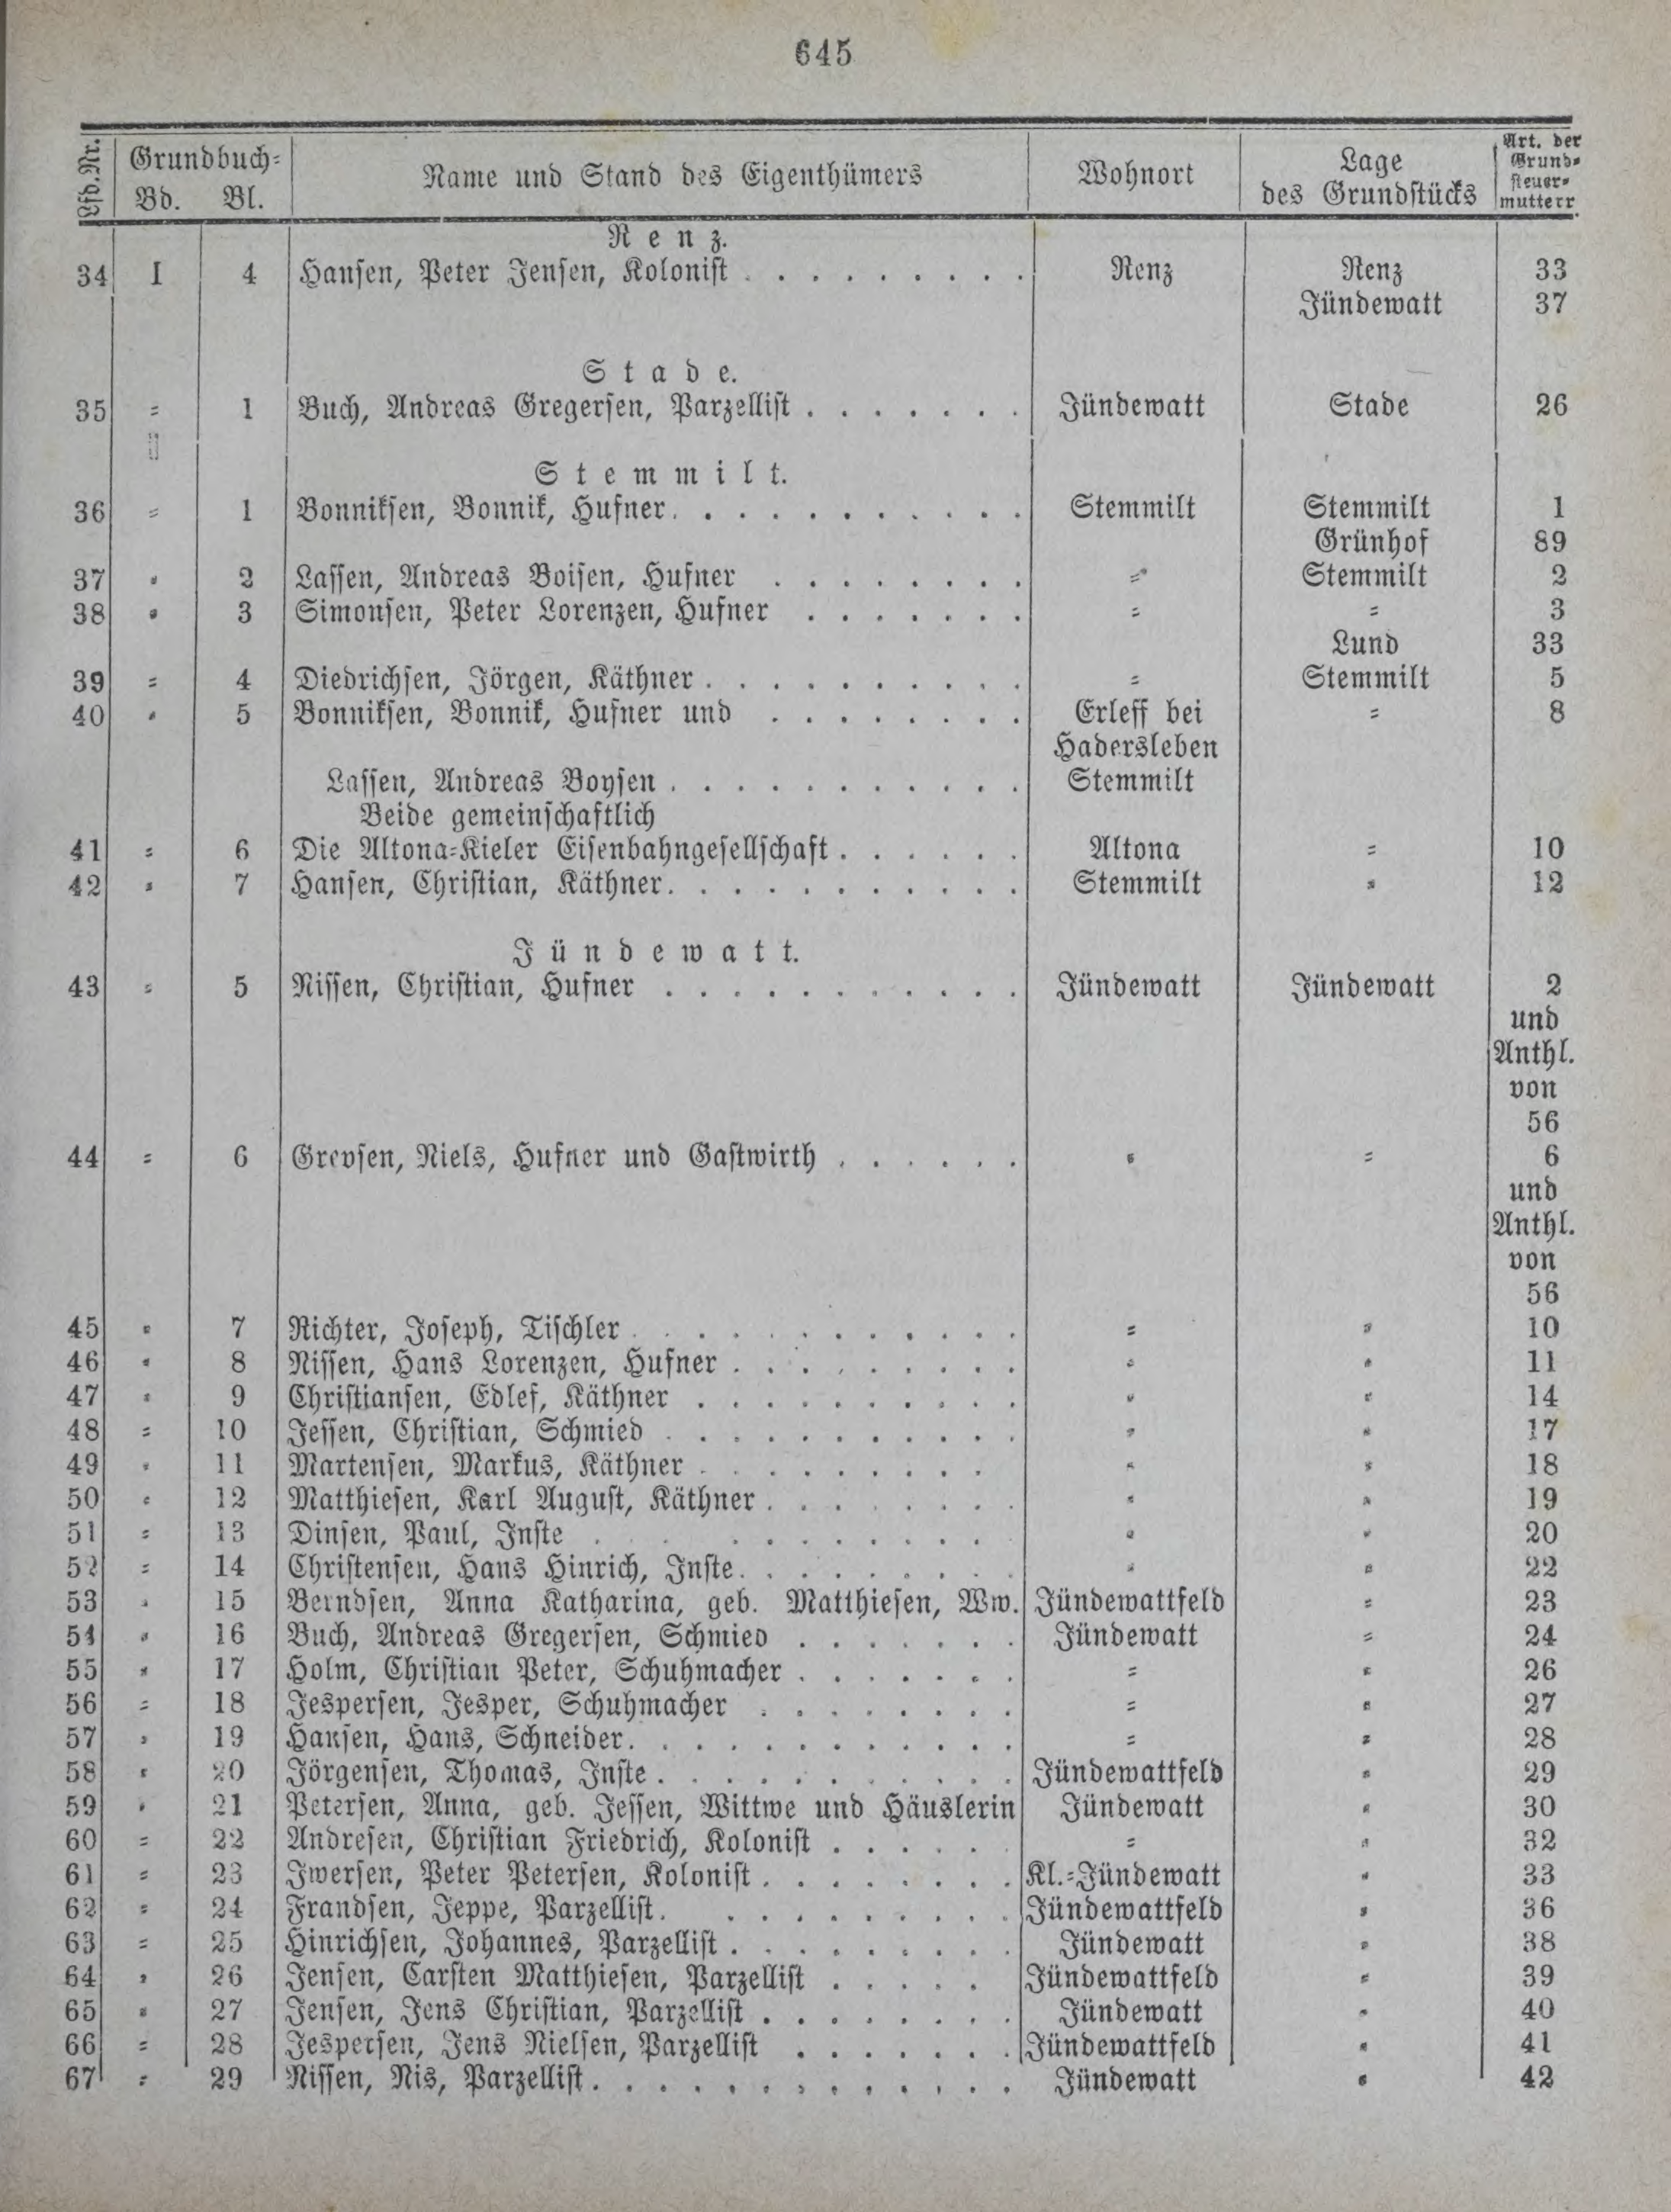 645
Lfd. Nr. Grundbuch= Name und Stand des Eigenthümers Wohnort Lage des Grundstücks Art. der Grund= steuer= mutterr.
Bd. Bl.
Renz.
34 I 4 Hansen, Peter Jensen, Kolonist . . . . . . . . . Renz Renz 33
Jündewatt 37
Stade.
35 = 1 Buch, Andreas Gregersen, Parzellist . . . . . . . Jündewatt Stade 26
Stemmilt.
36 = 1 Bonniksen, Bonnik, Hufner . . . . . . . . . . . Stemmilt Stemmilt 1
Grünhof 89
37 = 2 Lassen, Andreas Boisen, Hufner . . . . . . . . = Stemmilt 2
38 = 3 Simonsen, Peter Lorenzen, Hufner . . . . . . . = = 3
Lund 33
39 = 4 Diedrichsen, Jörgen, Käthner . . . . . . . . . . = Stemmilt 5
40 = 5 Bonniksen, Bonnik, Hufner und . . . . . . . . Erleff bei = 8
Hadersleben
Lassen, Andreas Boysen . . . . . . . . . . . Stemmilt
Beide gemeinschaftlich
41 = 6 Die Altona=Kieler Eisenbahngesellschaft . . . . . . Altona = 10
42 = 7 Hansen, Christian, Käthner . . . . . . . . . . . Stemmilt = 12
Jündewatt.
43 = 5 Nissen, Christian, Hufner . . . . . . . . . . . Jündewatt Jündewatt 2
und
Anthl.
von
56
44 = 6 Grevsen, Niels, Hufner und Gastwirth . . . . . . = = 6
und
Anthl.
von
56
45 = 7 Richter, Joseph, Tischler . . . . . . . . . . . . = = 10
46 = 8 Nissen, Hans Lorenzen, Hufner . . . . . . . . . = = 11
47 = 9 Christiansen, Edlef, Käthner . . . . . . . . . . = = 14
48 = 10 Jessen, Christian, Schmied . . . . . . . . . . . = = 17
49 = 11 Martensen, Markus, Käthner . . . . . . . . . = = 18
50 = 12 Matthiesen, Karl August, Käthner . . . . . . . . = = 19
51 = 13 Dinsen, Paul, Inste . . . . . . . . . . = = 20
52 = 14 Christensen, Hans Hinrich, Inste . . . . . . . . . = = 22
53 = 15 Berndsen, Anna Katharina, geb. Matthiesen, Ww. Jündewattfeld = 23
54 = 16 Buch, Andreas Gregersen, Schmied . . . . . . . Jündewatt = 24
55 = 17 Holm, Christian Peter, Schuhmacher . . . . . . . = = 26
56 = 18 Jespersen, Jesper, Schuhmacher . . . . . . . . = = 27
57 = 19 Hansen, Hans, Schneider . . . . . . . . . . . . = = 28
58 = 20 Jörgensen, Thomas, Inste . . . . . . . . . . . Jündewattfeld = 29
59 = 21 Petersen, Anna, geb. Jessen, Wittwe und Häuslerin Jündewatt = 30
60 = 22 Andresen, Christian Friedrich, Kolonist . . . . . = = 32
61 = 23 Iwersen, Peter Petersen, Kolonist . . . . . . . . Kl.=Jündewatt = 33
62 = 24 Frandsen, Jeppe, Parzellist . . . . . . . . . . Jündewattfeld = 36
63 = 25 Hinrichsen, Johannes, Parzellist . . . . . . . . . Jündewatt = 38
64 = 26 Jensen, Carsten Matthiesen, Parzellist . . . . . Jündewattfeld = 39
65 = 27 Jensen, Jens Christian, Parzellist . . . . . . . . Jündewatt = 40
66 = 28 Jespersen, Jens Nielsen, Parzellist . . . . . . . Jündewattfeld = 41
67 = 29 Nissen, Nis, Parzellist . . . . . . . . . . . . . Jündewatt = 42